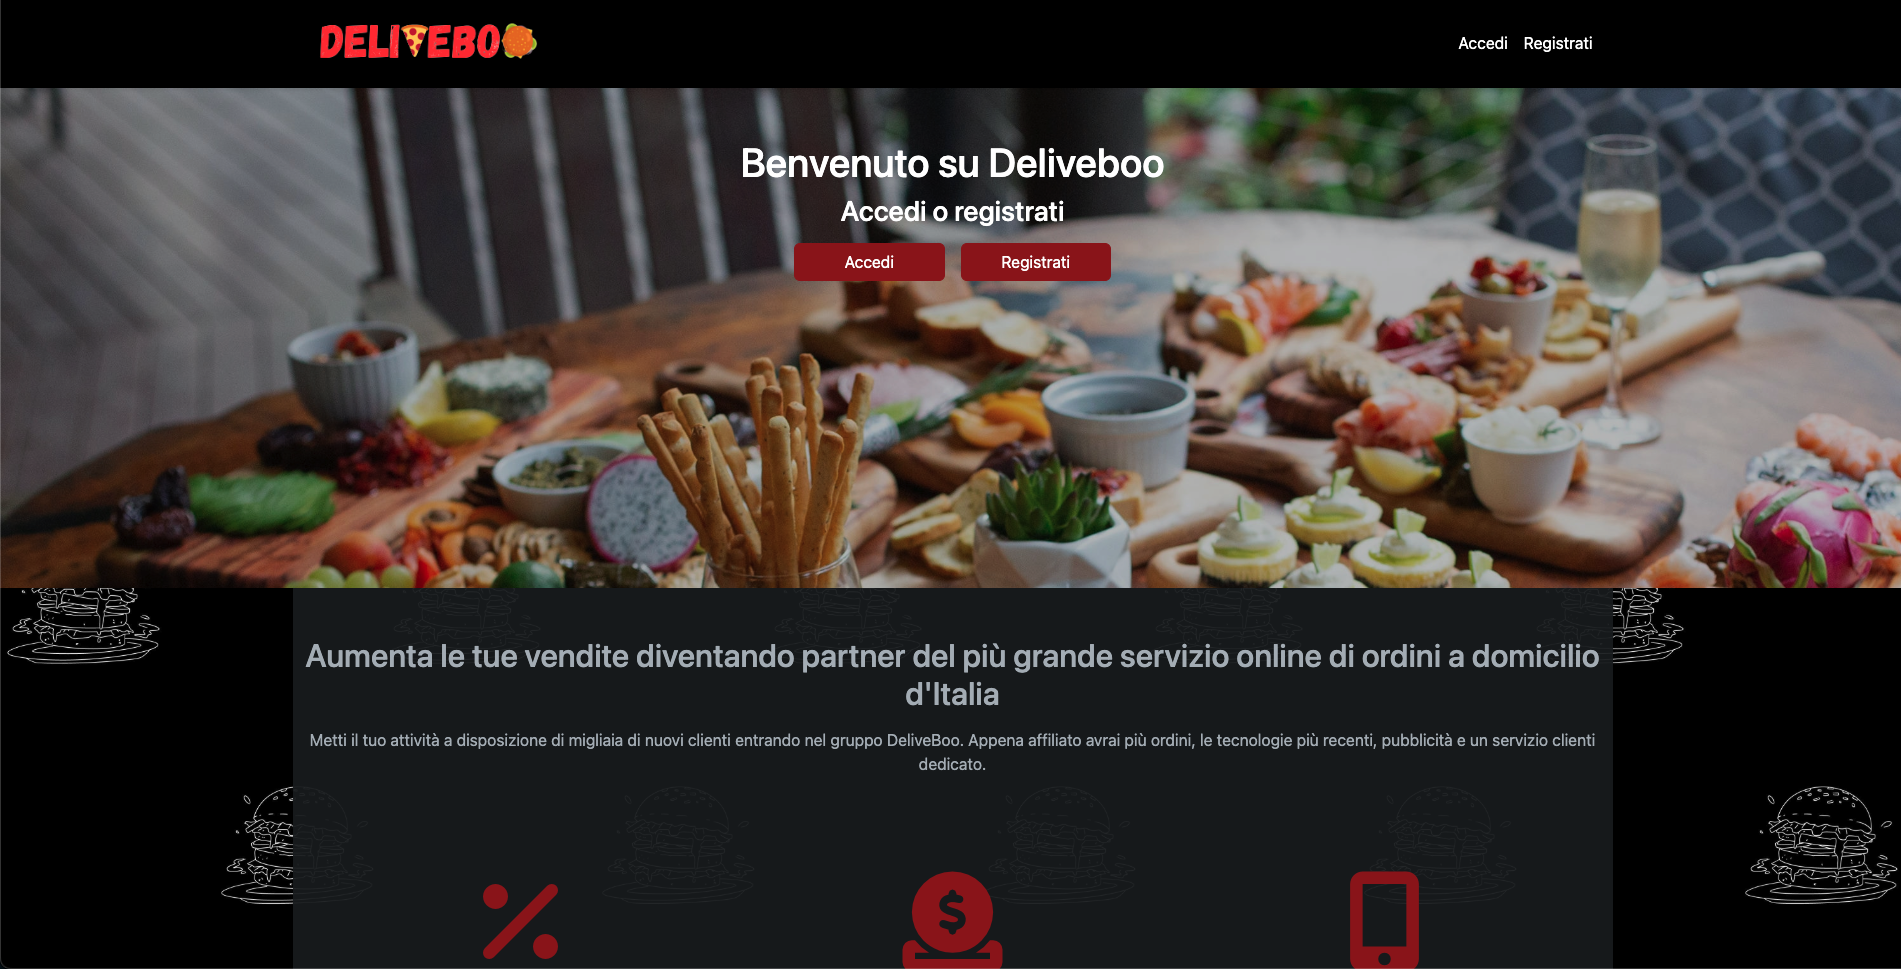 DELIVEBOO
Accedi Registrati
Benvenuto su Deliveboo
Accedi o registrati
Accedi Registrati
Aumenta le tue vendite diventando partner del più grande servizio online di ordini a domicilio
d'Italia
Metti il tuo attività a disposizione di migliaia di nuovi clienti entrando nel gruppo DeliveBoo. Appena affiliato avrai più ordini, le tecnologie più recenti, pubblicità e un servizio clienti
dedicato.